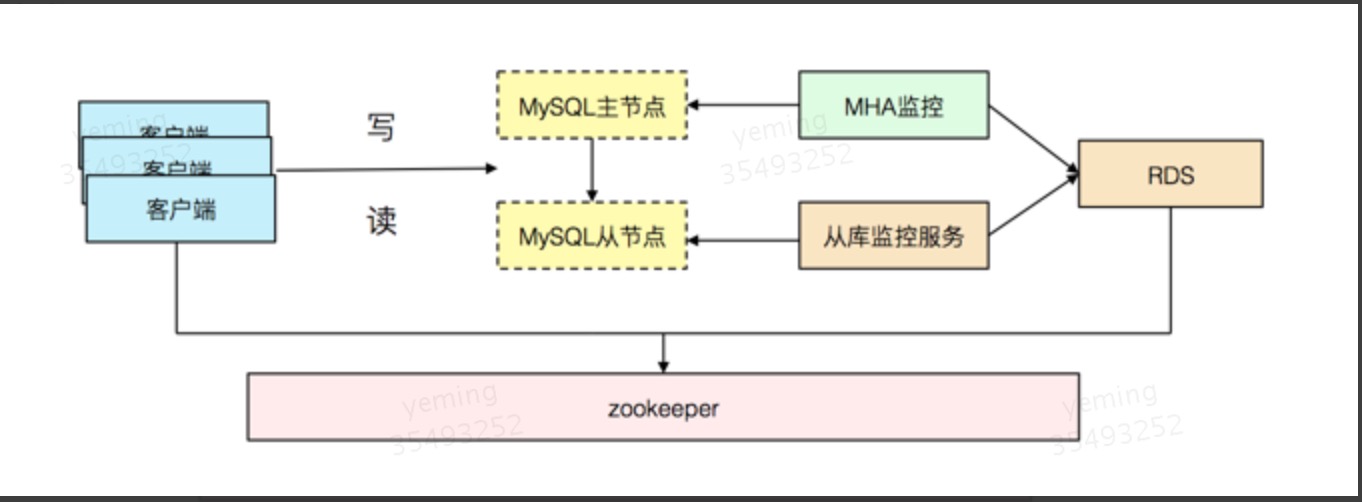 客户端
客户端
客户端
写
读
MySQL主节点
MySQL从节点
MHA监控
从库监控服务
RDS
zookeeper
yeming
35493252
yeming
35493252
yeming
35493252
yeming
35493252